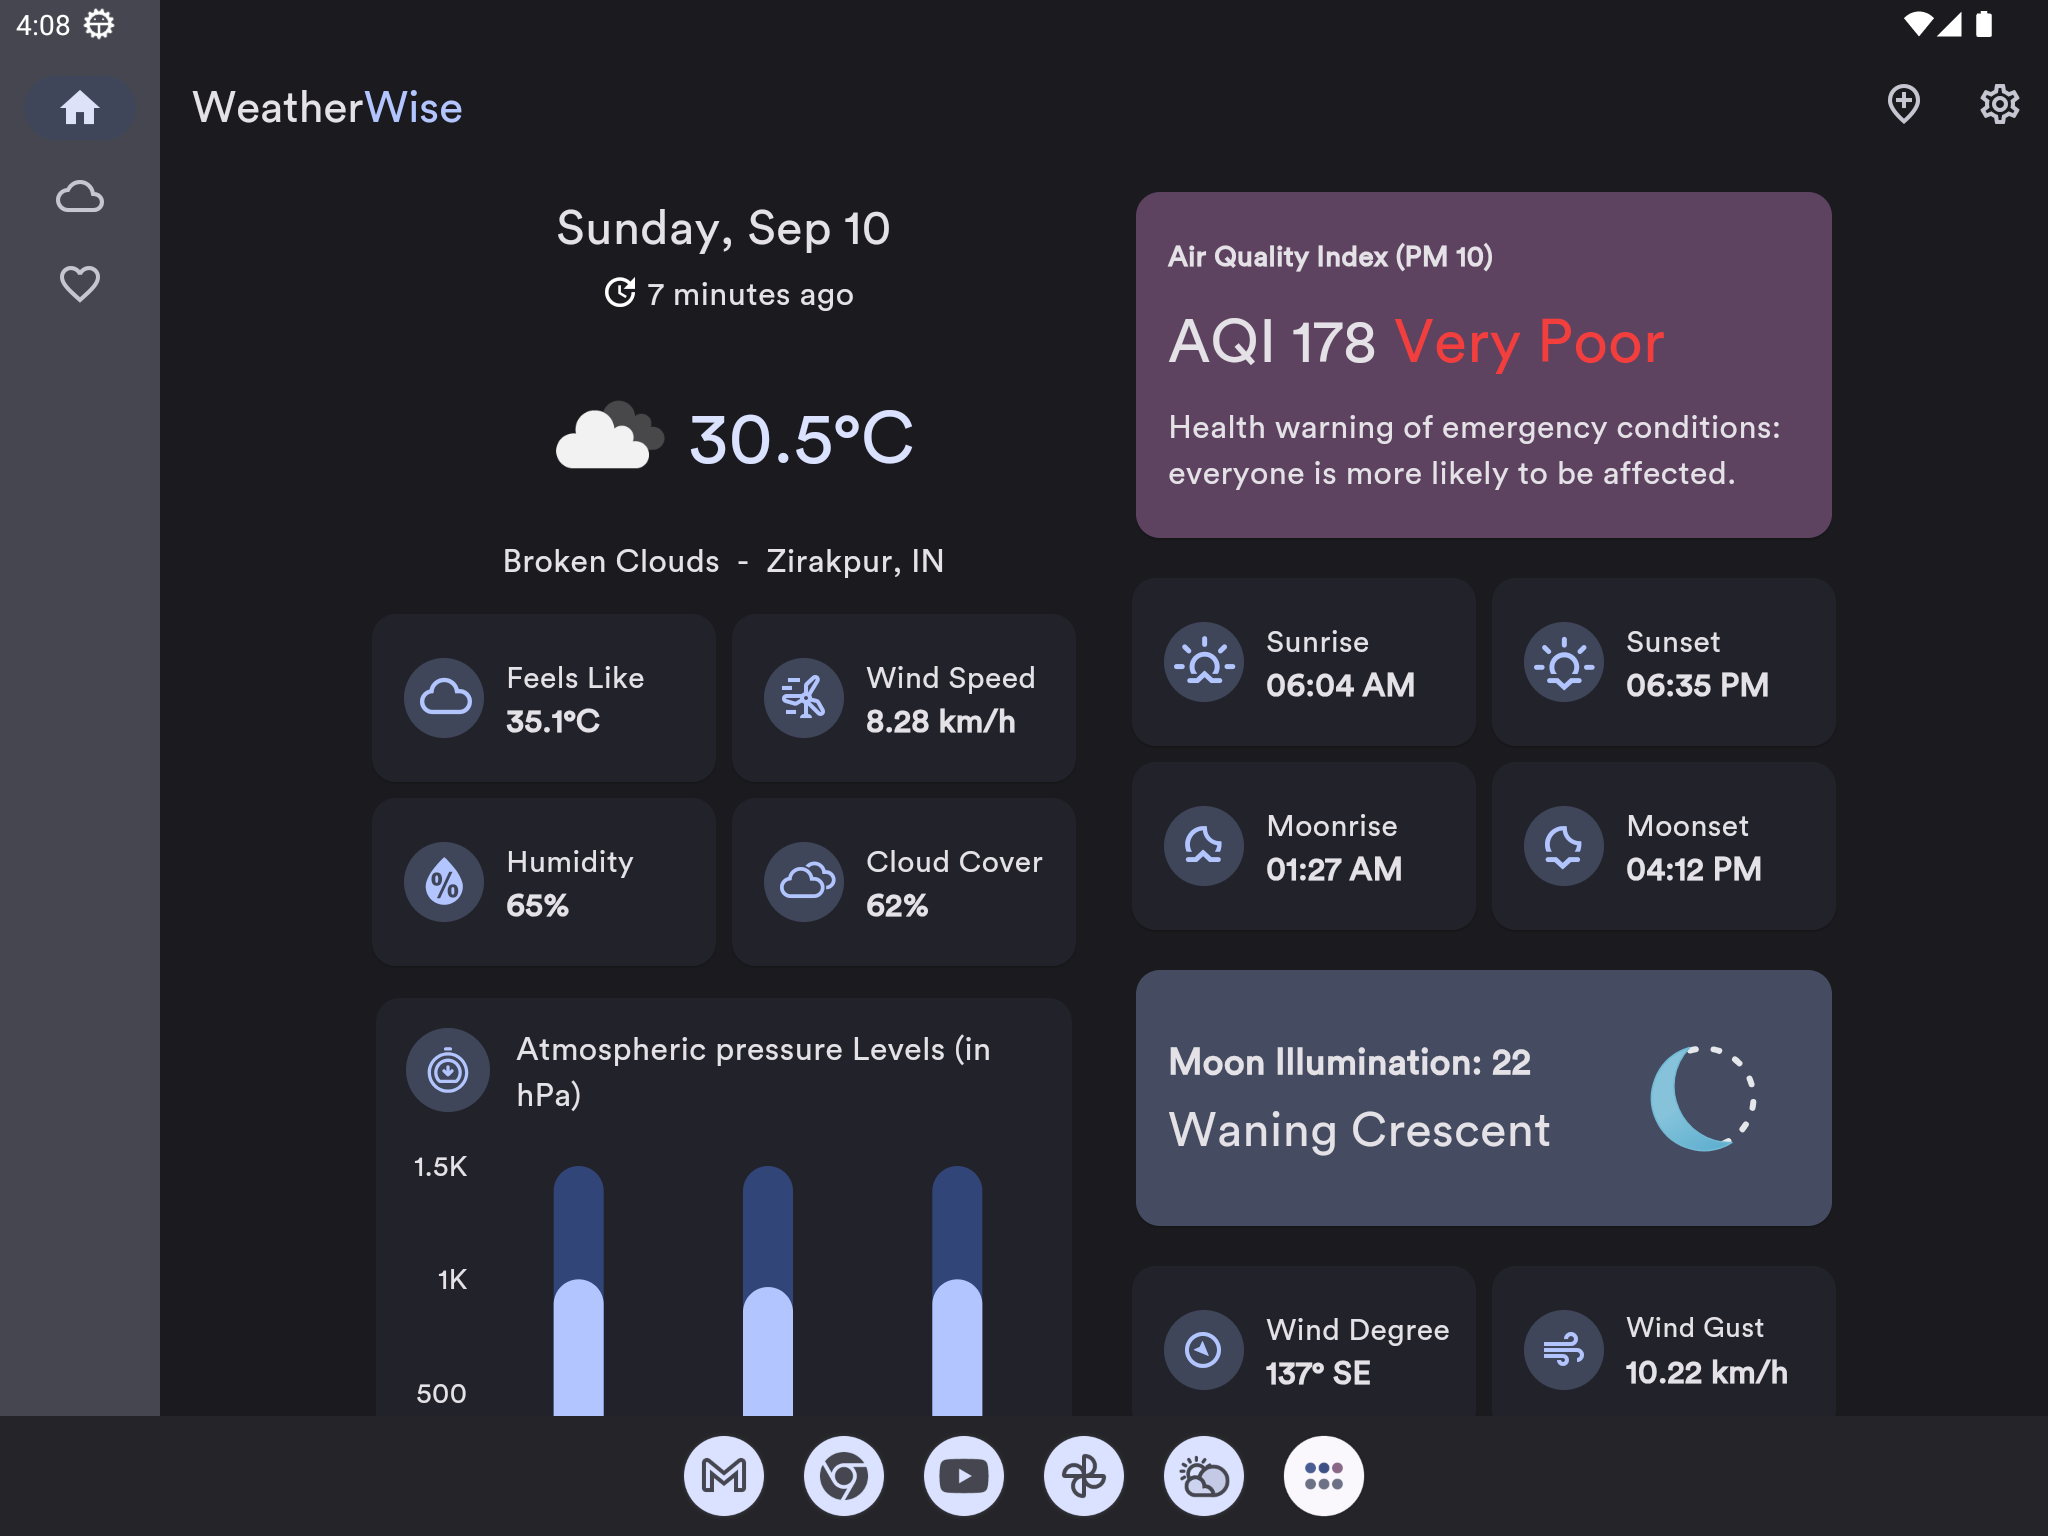 4:08
WeatherWise
Sunday, Sep 10
7 minutes ago
30.5°C
Broken Clouds - Zirakpur, IN
Feels Like
35.1°C
Wind Speed
8.28 km/h
Humidity
65%
Cloud Cover
62%
Atmospheric pressure Levels (in
hPa)
1.5K
1K
500
Air Quality Index (PM 10)
AQI 178 Very Poor
Health warning of emergency conditions:
everyone is more likely to be affected.
Sunrise
06:04 AM
Sunset
06:35 PM
Moonrise
01:27 AM
Moonset
04:12 PM
Moon Illumination: 22
Waning Crescent
Wind Degree
137° SE
Wind Gust
10.22 km/h